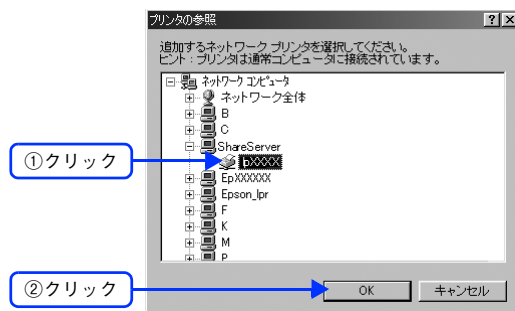 プリンタの参照
追加するネットワーク プリンタを選択してください。
ヒント : プリンタは通常コンピュータに接続されています。
ネットワーク コンピュータ
ネットワーク全体
B
C
ShareServer
①クリック
pXXXX
EpXXXXX
Epson_lpr
F
K
M
P
②クリック
OK
キャンセル